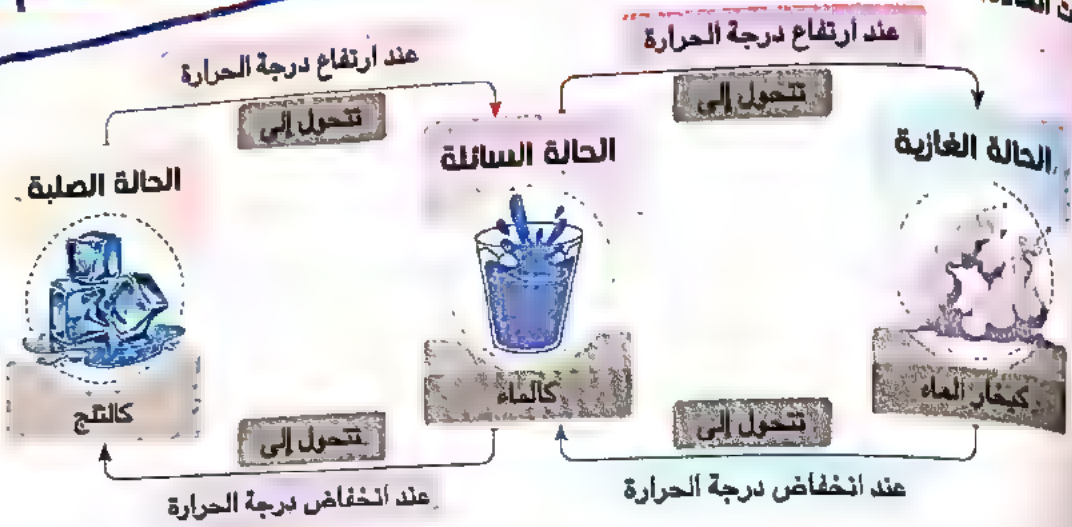 عند ارتفاع درجة الحرارة
عند ارتفاع درجة الحرارة
تتحول إلى
تتحول إلى
الحالة الغازية
الحالة السائلة
الحالة الصلبة
كبخار الماء
كالماء
كالثلج
تتحول إلى
تتحول إلى
عند انخفاض درجة الحرارة
عند انخفاض درجة الحرارة